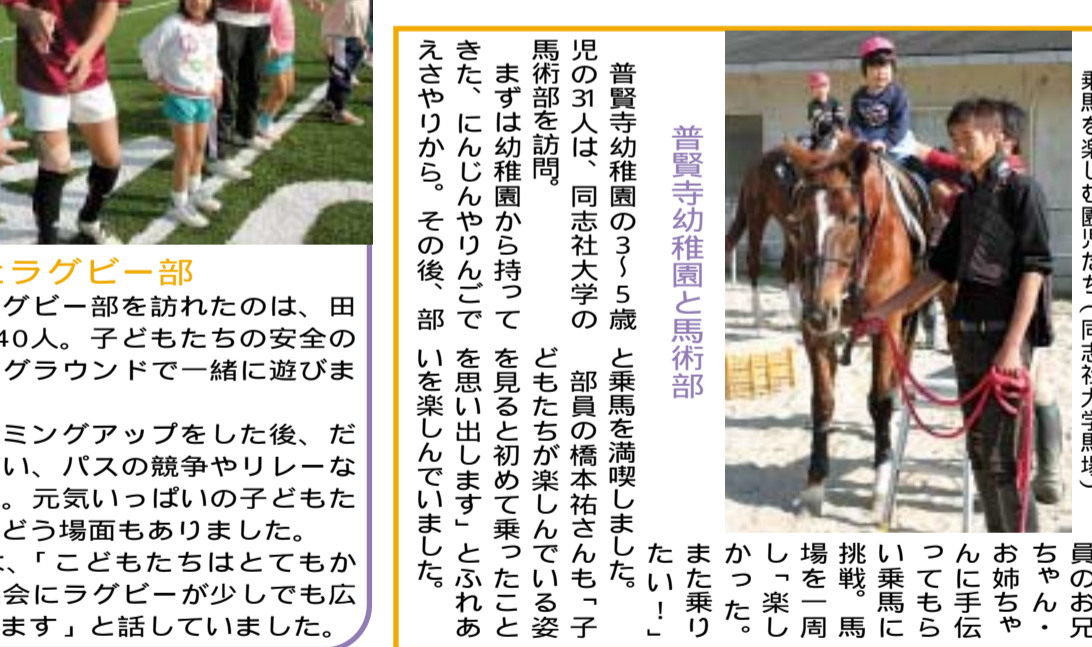 とラグビー部
グビー部を訪れたのは、田
40人。子どもたちの安全の
グラウンドで一緒に遊びま
ミングアップをした後、だ
い、パスの競争やリレーな
。元気いっぱいの子どもた
どう場面もありました。
、「こどもたちはとてもか
会にラグビーが少しでも広
ます」と話していました。
乗馬を楽しむ園児たち（同志社大学馬場）
普賢寺幼稚園と馬術部
普賢寺幼稚園の3～5歳
児の31人は、同志社大学の
馬術部を訪問。
まずは幼稚園から持って
きた、にんじんやりんごで
えさやりから。その後、部
員のお兄
ちゃん・
お姉ちゃ
んに手伝
ってもら
い乗馬に
挑戦。馬
場を一周
し「楽し
かった。
また乗り
たい！」
と乗馬を満喫しました。
部員の橋本祐さんも「子
どもたちが楽しんでいる姿
を見ると初めて乗ったこと
を思い出します」とふれあ
いを楽しんでいました。